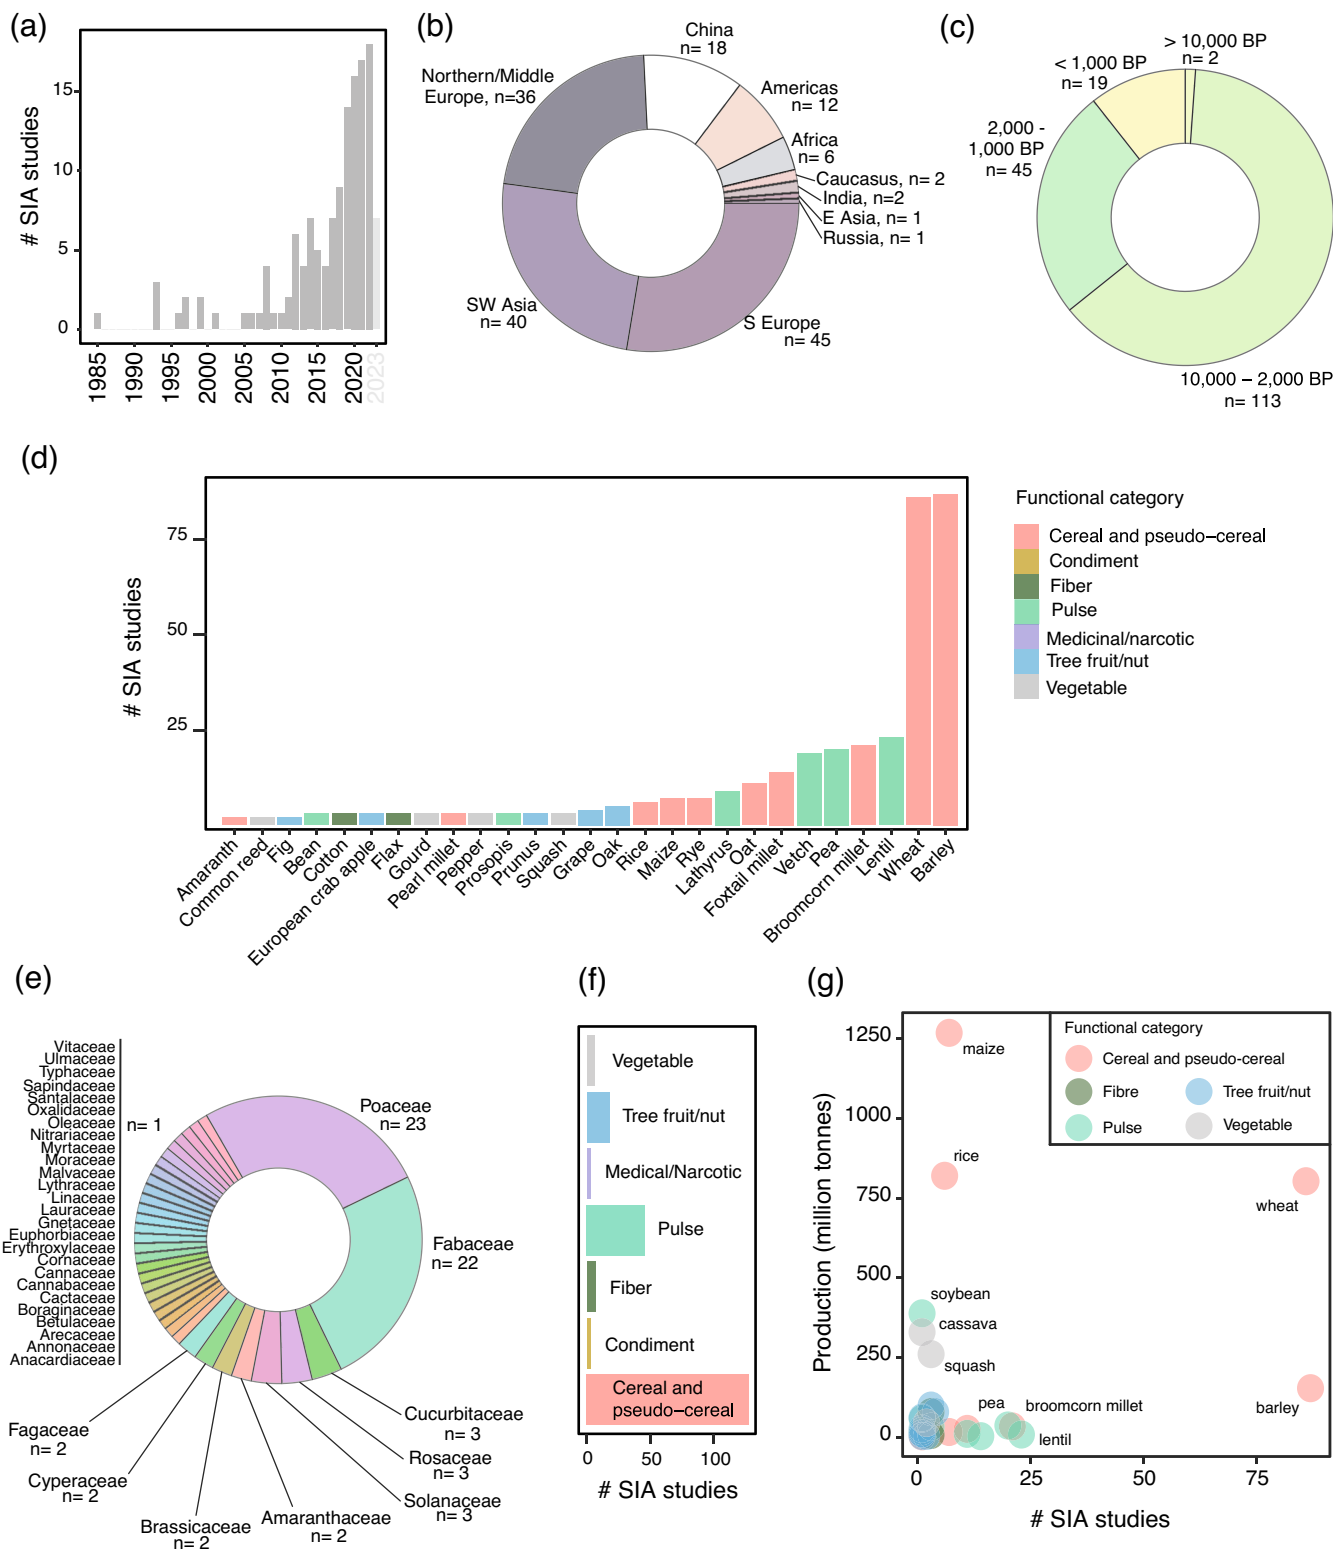 (a)
# SIA studies
15
10
5
0
1985
1990
1995
2000
2005
2010
2015
2020
2023
(b)
China
n= 18
Americas
n= 12
Africa
n= 6
Caucasus, n= 2
India, n=2
E Asia, n= 1
Russia, n= 1
S Europe
n= 45
SW Asia
n= 40
Northern/Middle
Europe, n=36
(c)
> 10,000 BP
n= 2
< 1,000 BP
n= 19
2,000 -
1,000 BP
n= 45
10,000 – 2,000 BP
n= 113
(d)
# SIA studies
75
50
25
Amaranth
Common reed
Fig
Bean
Cotton
European crab apple
Flax
Gourd
Pearl millet
Pepper
Prosopis
Prunus
Squash
Grape
Oak
Rice
Maize
Rye
Lathyrus
Oat
Foxtail millet
Vetch
Pea
Broomcorn millet
Lentil
Wheat
Barley
Functional category
Cereal and pseudo–cereal
Condiment
Fiber
Pulse
Medicinal/narcotic
Tree fruit/nut
Vegetable
(e)
Vitaceae
Ulmaceae
Typhaceae
Sapindaceae
Santalaceae
Oxalidaceae
Oleaceae
Nitrariaceae
Myrtaceae
Moraceae
Malvaceae
Lythraceae
Linaceae
Lauraceae
Gnetaceae
Euphorbiaceae
Erythroxylaceae
Cornaceae
Cannaceae
Cannabaceae
Cactaceae
Boraginaceae
Betulaceae
Arecaceae
Annonaceae
Anacardiaceae
n= 1
Poaceae
n= 23
Fabaceae
n= 22
Cucurbitaceae
n= 3
Rosaceae
n= 3
Solanaceae
n= 3
Amaranthaceae
n= 2
Brassicaceae
n= 2
Cyperaceae
n= 2
Fagaceae
n= 2
(f)
Vegetable
Tree fruit/nut
Medical/Narcotic
Pulse
Fiber
Condiment
Cereal and
pseudo–cereal
0
50
100
# SIA studies
(g)
Production (million tonnes)
1250
1000
750
500
250
0
Functional category
Cereal and pseudo-cereal
Fibre
Tree fruit/nut
Pulse
Vegetable
maize
rice
wheat
soybean
cassava
squash
pea
broomcorn millet
barley
lentil
0
25
50
75
# SIA studies